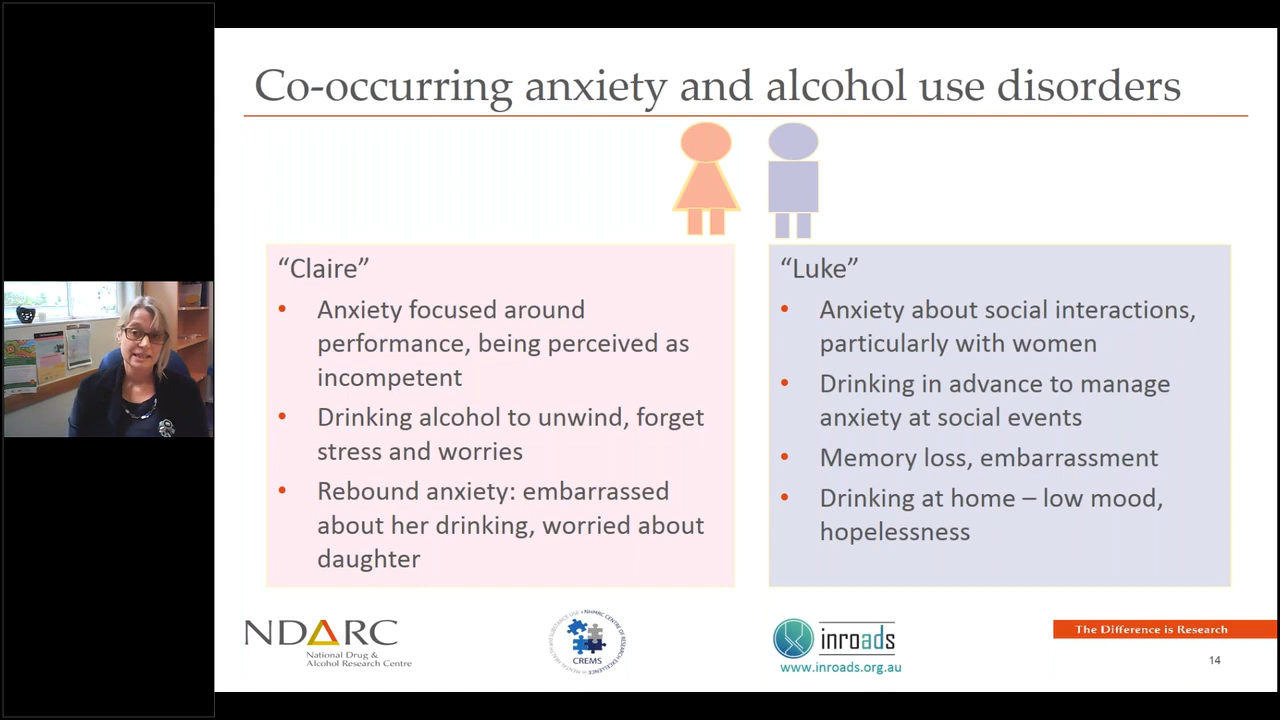 Co-occurring anxiety and alcohol use disorders
“Claire”
• Anxiety focused around
performance, being perceived as
incompetent
• Drinking alcohol to unwind, forget
stress and worries
• Rebound anxiety: embarrassed
about her drinking, worried about
daughter
“Luke”
• Anxiety about social interactions,
particularly with women
• Drinking in advance to manage
anxiety at social events
• Memory loss, embarrassment
• Drinking at home – low mood,
hopelessness
NDARC
National Drug &
Alcohol Research Centre
CREMS
inroads
www.inroads.org.au
The Difference is Research
14